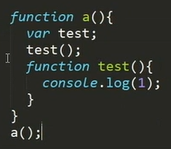 function a(){
  var test;
  test();
  function test(){
    console.log(1);
  }
}
a();